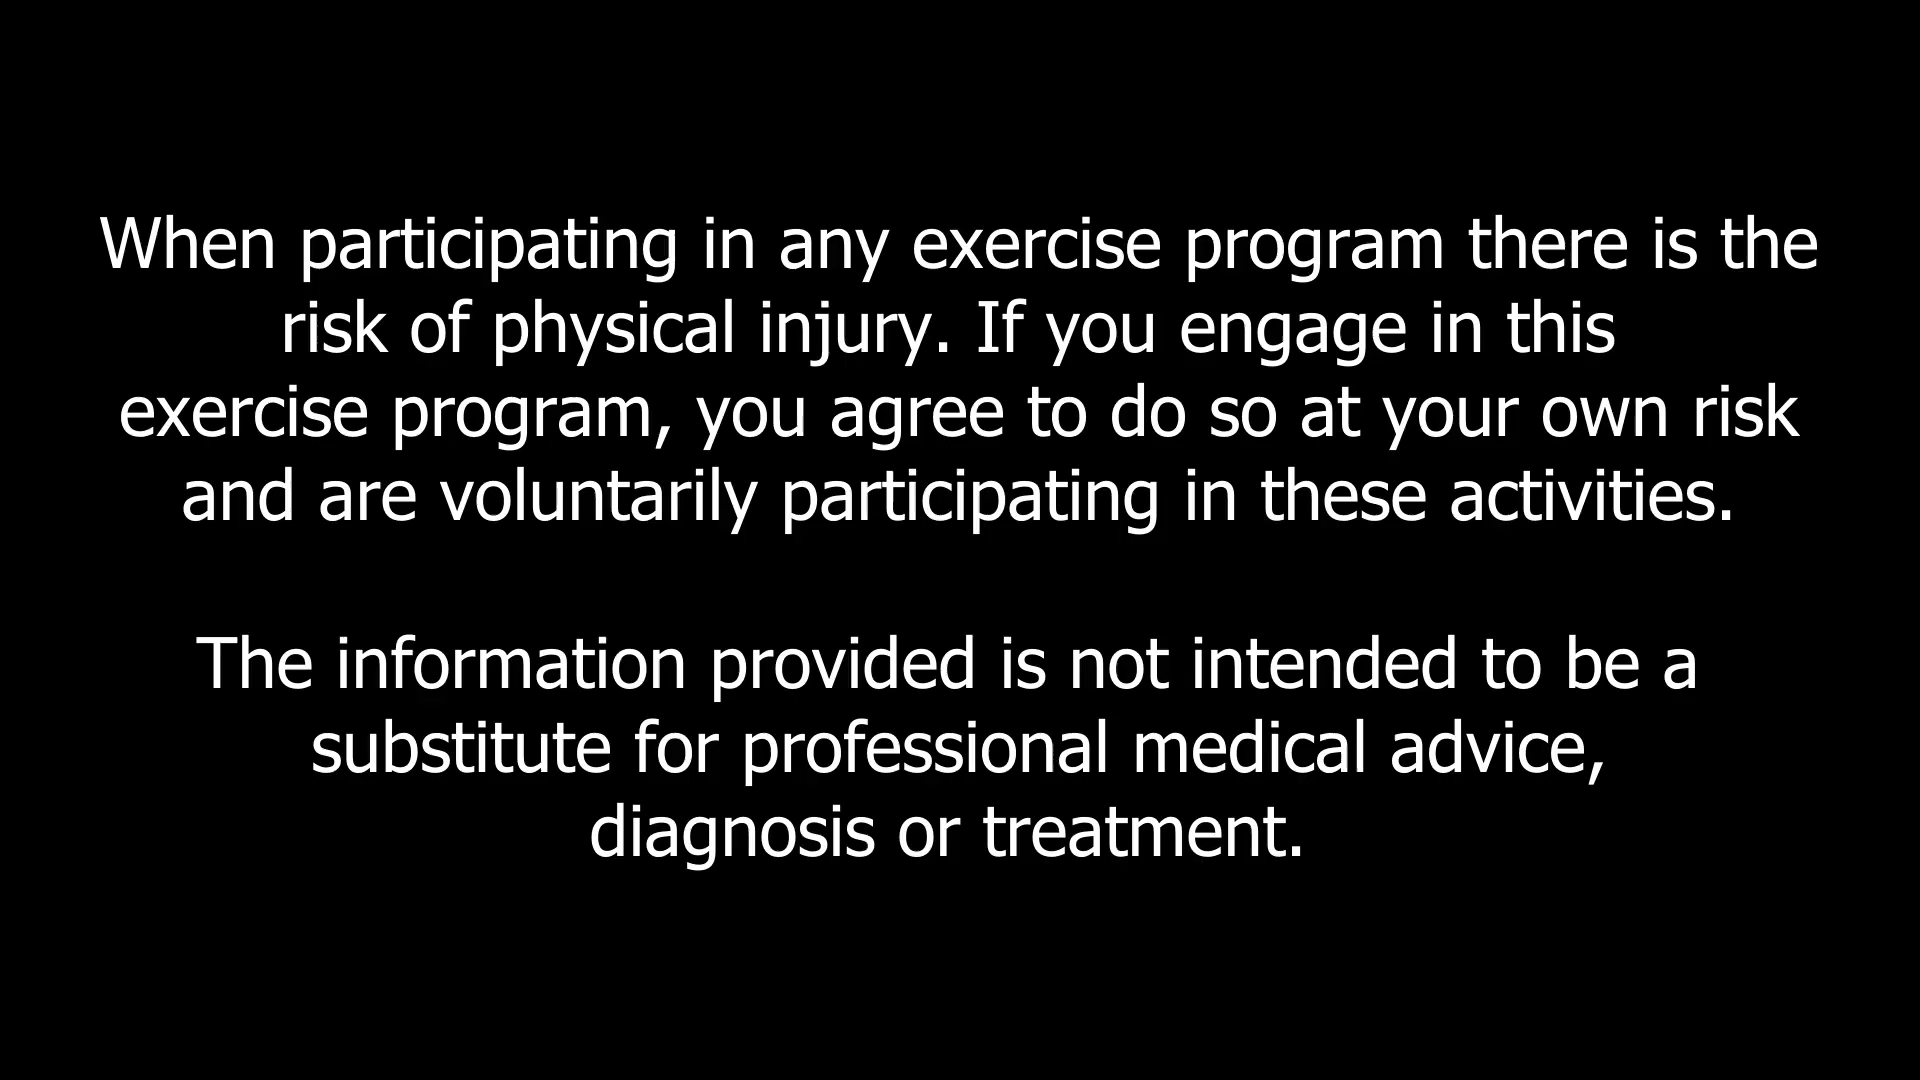 When participating in any exercise program there is the
risk of physical injury. If you engage in this
exercise program, you agree to do so at your own risk
and are voluntarily participating in these activities.
The information provided is not intended to be a
substitute for professional medical advice,
diagnosis or treatment.